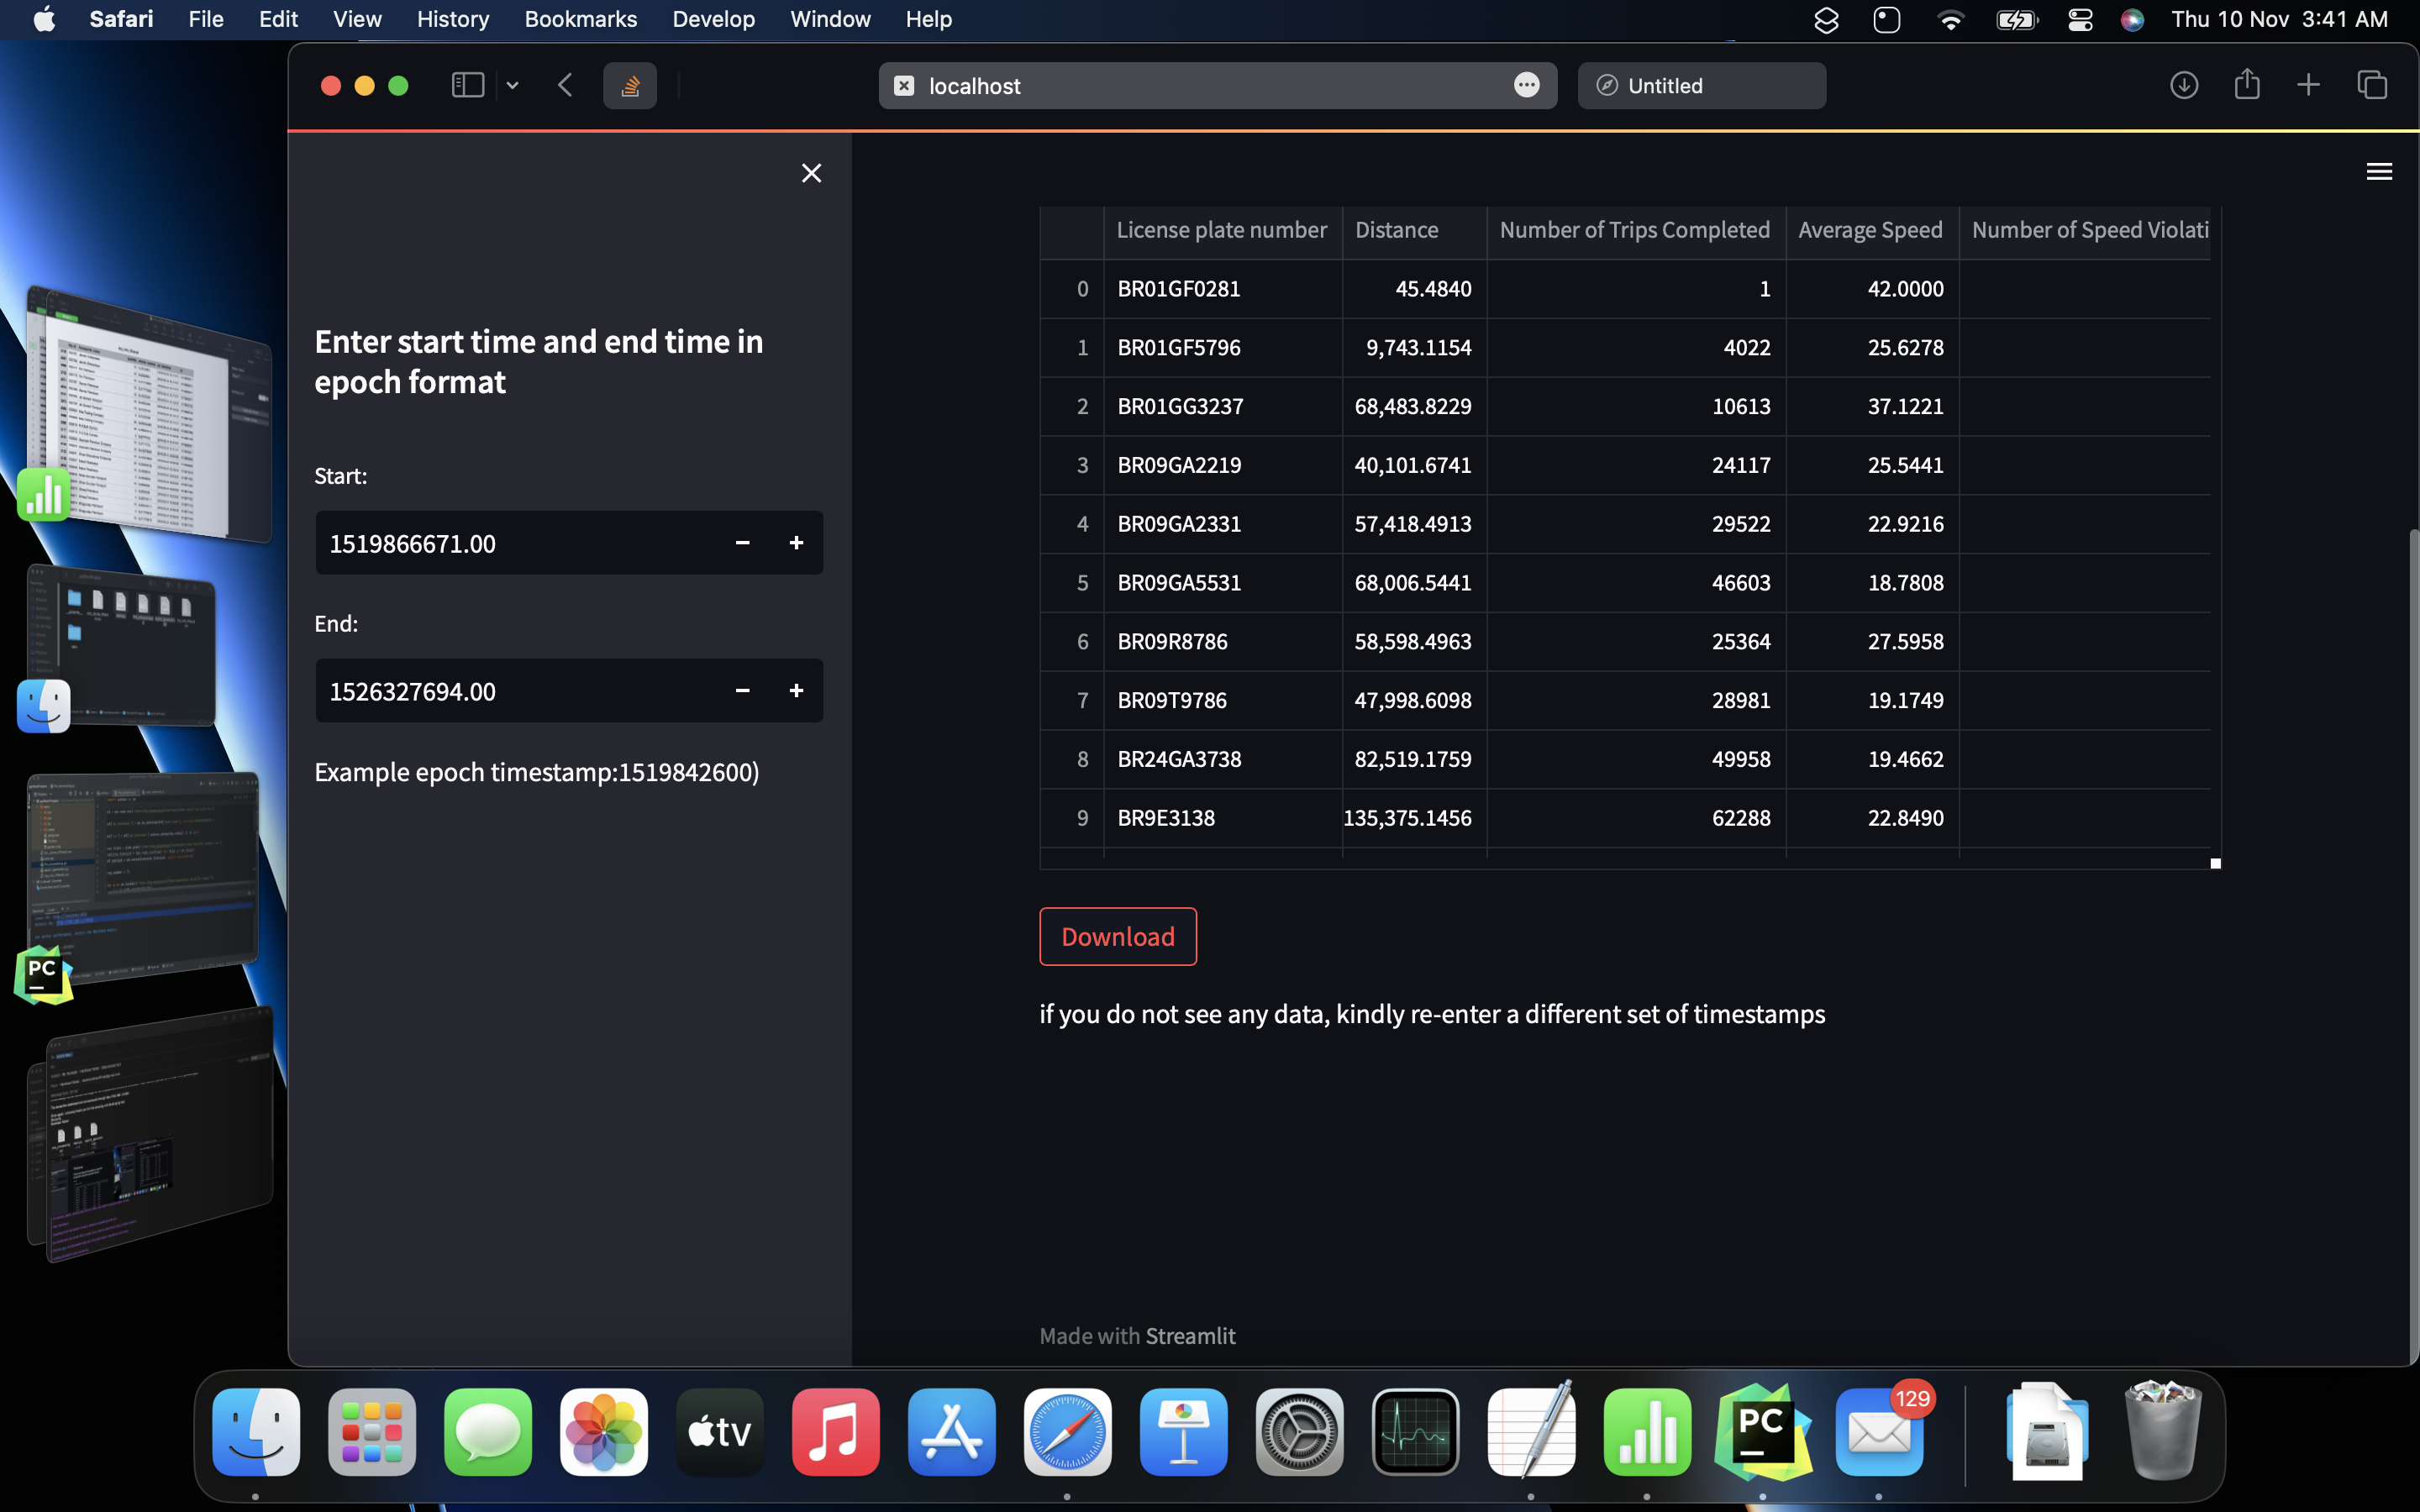 Safari File Edit View History Bookmarks Develop Window Help Thu 10 Nov 3:41 AM
localhost Untitled
Enter start time and end time in
epoch format
Start:
1519866671.00
End:
1526327694.00
Example epoch timestamp:1519842600)
License plate number Distance Number of Trips Completed Average Speed Number of Speed Violati
0 BR01GF0281 45.4840 1 42.0000
1 BR01GF5796 9,743.1154 4022 25.6278
2 BR01GG3237 68,483.8229 10613 37.1221
3 BR09GA2219 40,101.6741 24117 25.5441
4 BR09GA2331 57,418.4913 29522 22.9216
5 BR09GA5531 68,006.5441 46603 18.7808
6 BR09R8786 58,598.4963 25364 27.5958
7 BR09T9786 47,998.6098 28981 19.1749
8 BR24GA3738 82,519.1759 49958 19.4662
9 BR9E3138 135,375.1456 62288 22.8490
Download
if you do not see any data, kindly re-enter a different set of timestamps
Made with Streamlit
PC
tv
PC
129